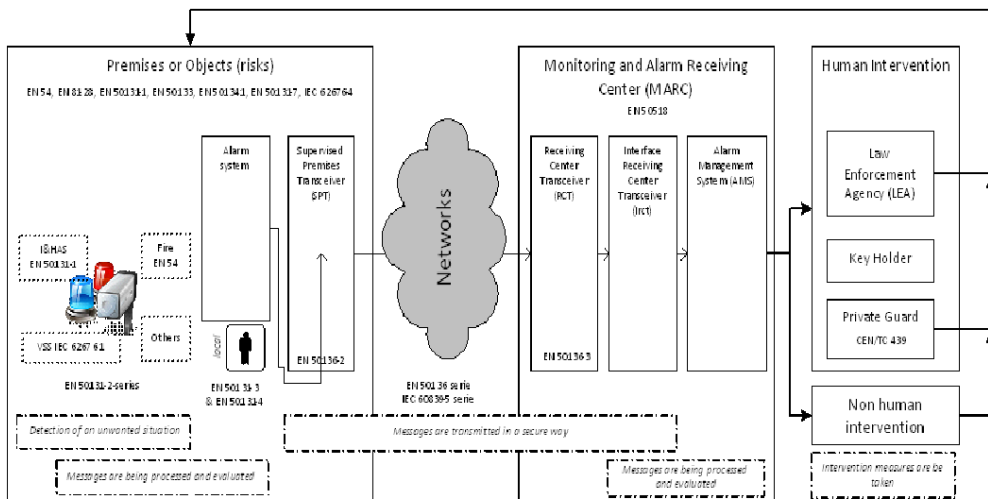 Premises or Objects (risks)
EN 54, EN 81-28, EN 50131-1, EN 50133, EN 50134-1, EN 50131-7, IEC 62676-4
Alarm
system
Supervised
Premises
Transceiver
(SPT)
I&HAS
EN 50131-1
Fire
EN 54
VSS IEC 62676-1
Others
local
EN 50136-2
EN 50131-2-series
EN 50131-3
& EN 50131-4
Networks
EN 50136 serie
IEC 60839-5 serie
Monitoring and Alarm Receiving
Center (MARC)
EN 50518
Receiving
Center
Transceiver
(RCT)
Interface
Receiving
Center
Transceiver
(Irct)
Alarm
Management
System (AMS)
EN 50136-3
Human Intervention
Law
Enforcement
Agency (LEA)
Key Holder
Private Guard
CEN/TC 439
Non human
intervention
Detection of an unwanted situation
Messages are transmitted in a secure way
Messages are being processed and evaluated
Messages are being processed
and evaluated
Intervention measures are be
taken